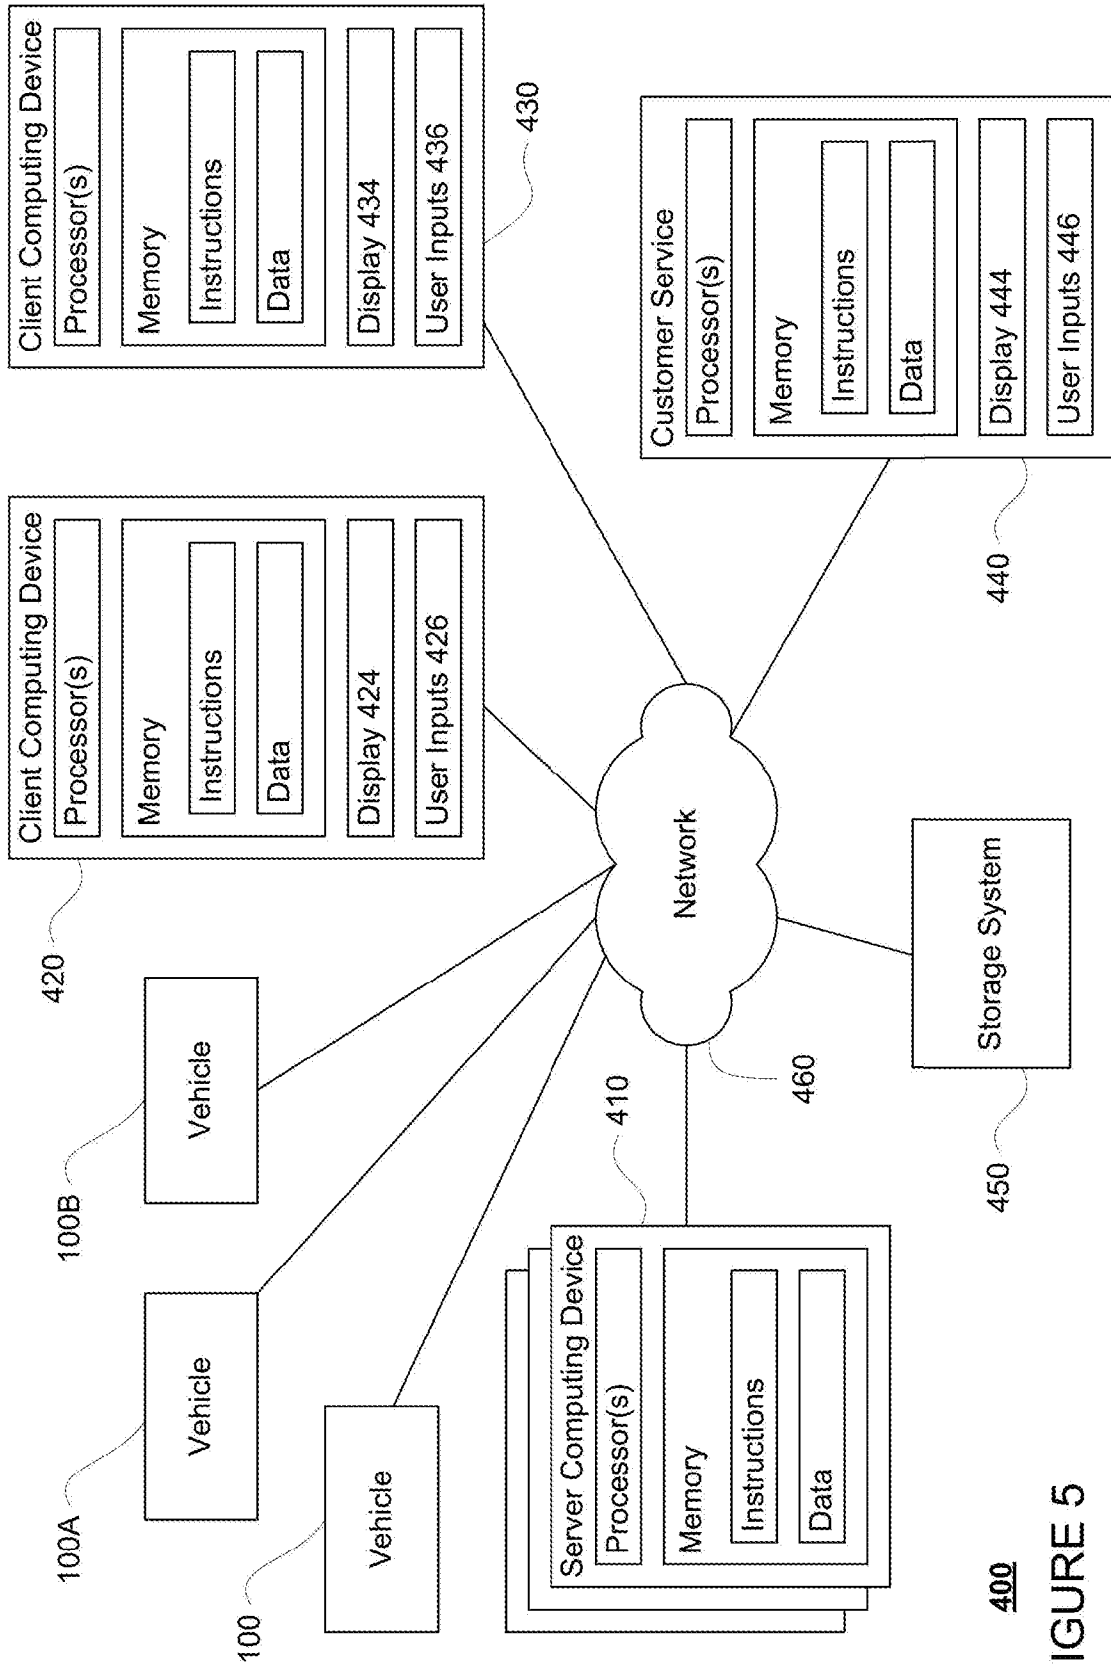 Client Computing Device
Processor(s)
Memory
Instructions
Data
Display 434
User Inputs 436
430
Client Computing Device
Processor(s)
Memory
Instructions
Data
Display 424
User Inputs 426
420
Vehicle
100B
Vehicle
100A
Vehicle
100
Network
460
Server Computing Device
Processor(s)
Memory
Instructions
Data
410
Storage System
450
Customer Service
Processor(s)
Memory
Instructions
Data
Display 444
User Inputs 446
440
400
IGURE 5